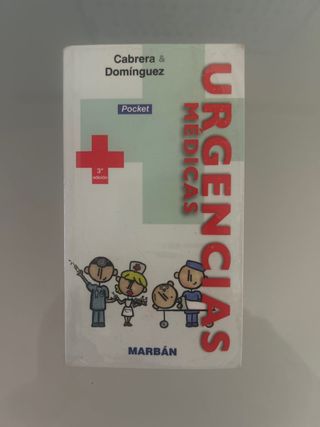 Cabrera &
Domínguez
Pocket
URGENCIAS
MÉDICAS
3ª
edición
MARBÁN